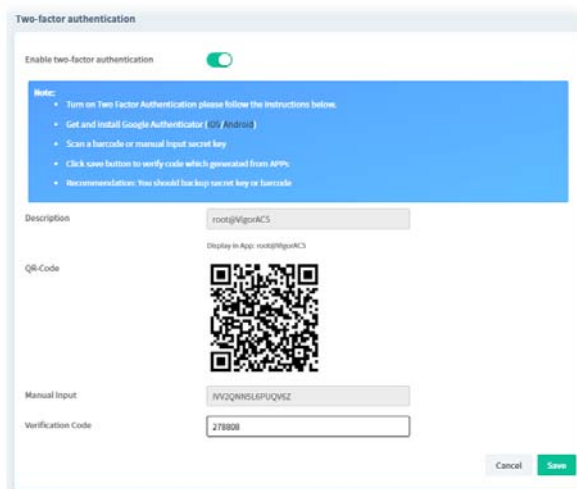 Two-factor authentication
Enable two-factor authentication
Note:
• Turn on Two Factor Authentication please follow the instructions below.
• Get and install Google Authenticator (iOS/Android)
• Scan a barcode or manual input secret key
• Click save button to verify code which generated from APPs
• Recommendation: You should backup secret key or barcode
Description
root@VigorACS
Display in App: root@VigorACS
QR-Code
Manual Input
IVV2QNN5L6PUQV6Z
Verification Code
278808
Cancel
Save